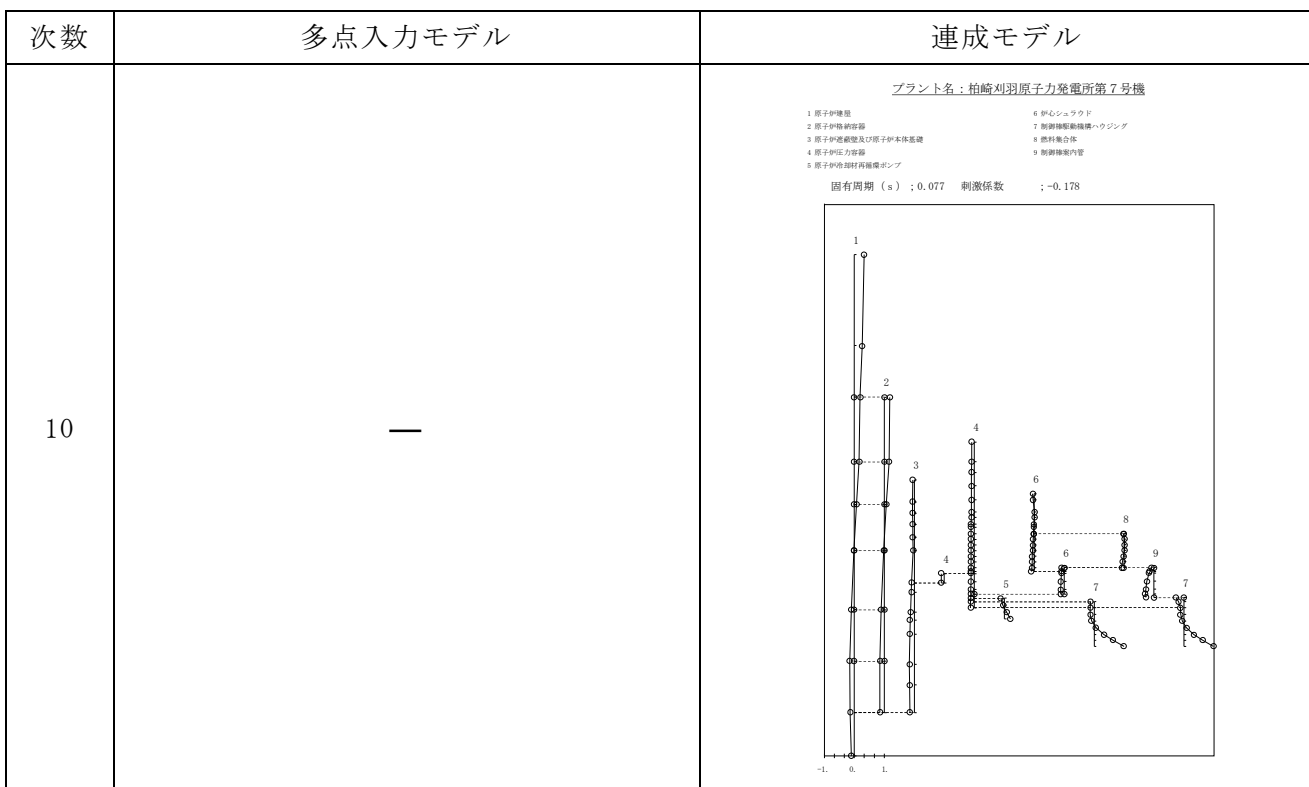 次数 多点入力モデル 連成モデル
10 —
プラント名：柏崎刈羽原子力発電所第７号機
1 原子炉建屋
2 原子炉格納容器
3 原子炉遮蔽壁及び原子炉本体基礎
4 原子炉圧力容器
5 原子炉冷却材再循環ポンプ
6 炉心シュラウド
7 制御棒駆動機構ハウジング
8 燃料集合体
9 制御棒案内管
固有周期（ｓ）;0.077 刺激係数 ;-0.178
1
2
4
3
6
8
4
6
9
5
7
7
-1. 0. 1.